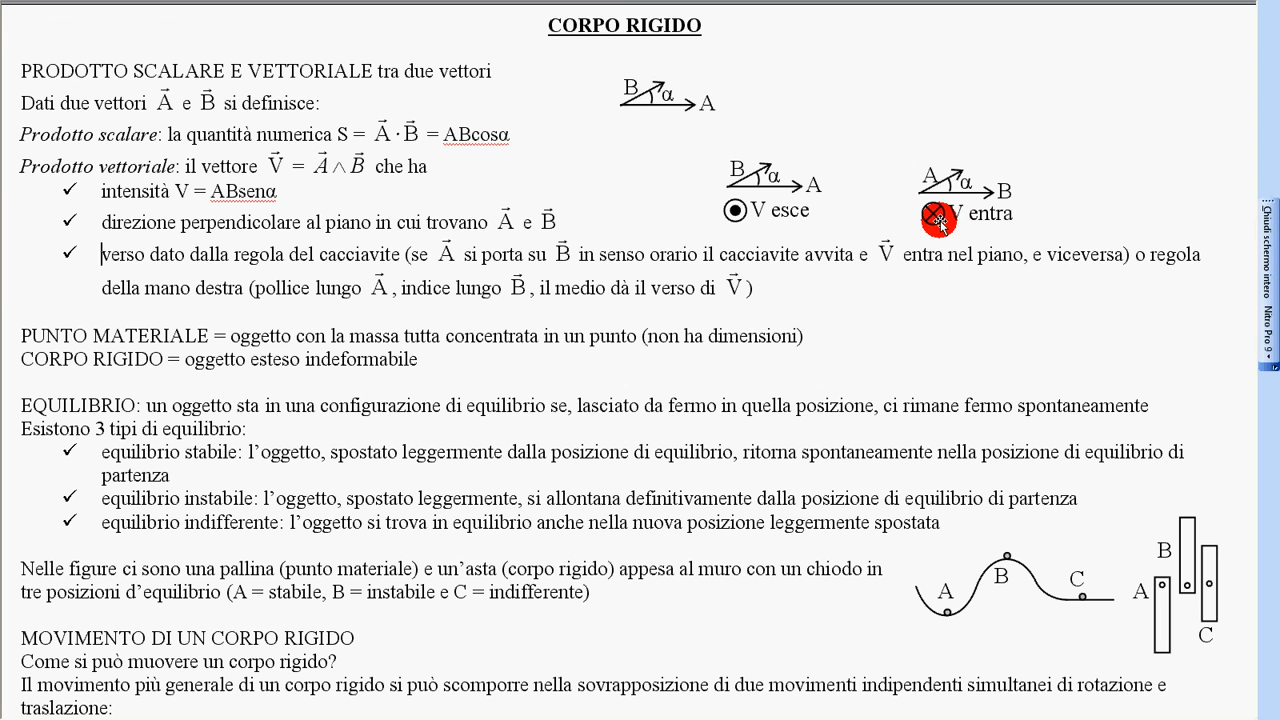 CORPO RIGIDO
PRODOTTO SCALARE E VETTORIALE tra due vettori
Dati due vettori A⃗ e B⃗ si definisce:
B α A
Prodotto scalare: la quantità numerica S = A⃗ · B⃗ = ABcosα
Prodotto vettoriale: il vettore V⃗ = A⃗ ∧ B⃗ che ha
✓ intensità V = ABsenα
B α A
V esce
A α B
V entra
✓ direzione perpendicolare al piano in cui trovano A⃗ e B⃗
✓ verso dato dalla regola del cacciavite (se A⃗ si porta su B⃗ in senso orario il cacciavite avvita e V⃗ entra nel piano, e viceversa) o regola
della mano destra (pollice lungo A⃗, indice lungo B⃗, il medio dà il verso di V⃗)
PUNTO MATERIALE = oggetto con la massa tutta concentrata in un punto (non ha dimensioni)
CORPO RIGIDO = oggetto esteso indeformabile
EQUILIBRIO: un oggetto sta in una configurazione di equilibrio se, lasciato da fermo in quella posizione, ci rimane fermo spontaneamente
Esistono 3 tipi di equilibrio:
✓ equilibrio stabile: l’oggetto, spostato leggermente dalla posizione di equilibrio, ritorna spontaneamente nella posizione di equilibrio di
partenza
✓ equilibrio instabile: l’oggetto, spostato leggermente, si allontana definitivamente dalla posizione di equilibrio di partenza
✓ equilibrio indifferente: l’oggetto si trova in equilibrio anche nella nuova posizione leggermente spostata
Nelle figure ci sono una pallina (punto materiale) e un’asta (corpo rigido) appesa al muro con un chiodo in
tre posizioni d’equilibrio (A = stabile, B = instabile e C = indifferente)
A B C
A B C
MOVIMENTO DI UN CORPO RIGIDO
Come si può muovere un corpo rigido?
Il movimento più generale di un corpo rigido si può scomporre nella sovrapposizione di due movimenti indipendenti simultanei di rotazione e
traslazione:
Chiudi schermo intero
Nitro Pro 9